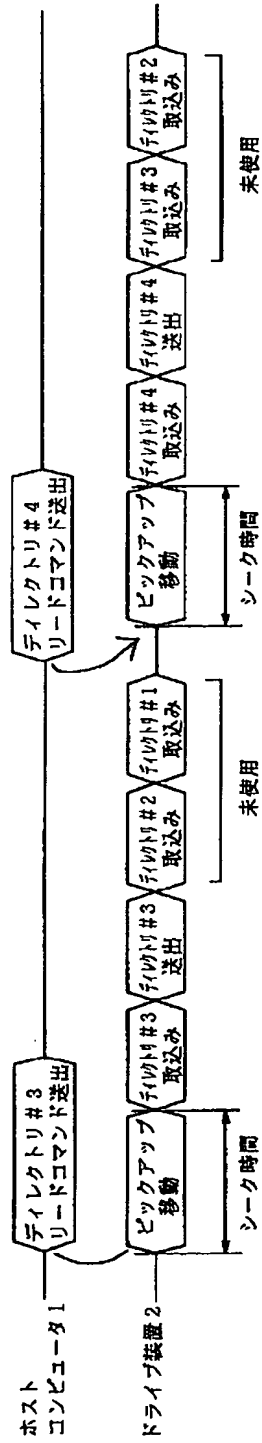 ホスト
コンピュータ1
ディレクトリ#3
リードコマンド送出
ディレクトリ#4
リードコマンド送出
ドライブ装置2
ピックアップ
移動
ディレクトリ#3
取込み
ディレクトリ#3
送出
ディレクトリ#2
取込み
ディレクトリ#1
取込み
ピックアップ
移動
ディレクトリ#4
取込み
ディレクトリ#4
送出
ディレクトリ#3
取込み
ディレクトリ#2
取込み
シーク時間
未使用
シーク時間
未使用